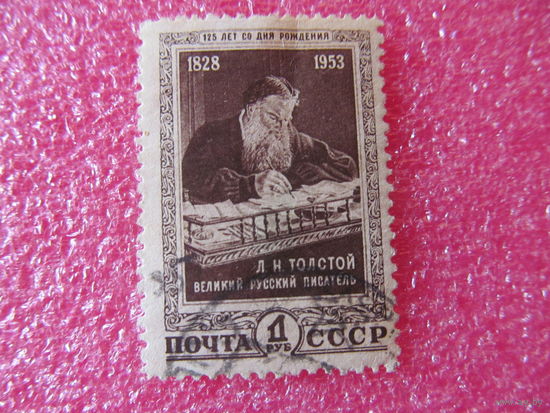 125 ЛЕТ СО ДНЯ РОЖДЕНИЯ
1828 1953
Л. Н. ТОЛСТОЙ
ВЕЛИКИЙ РУССКИЙ ПИСАТЕЛЬ
ПОЧТА 1 РУБ СССР